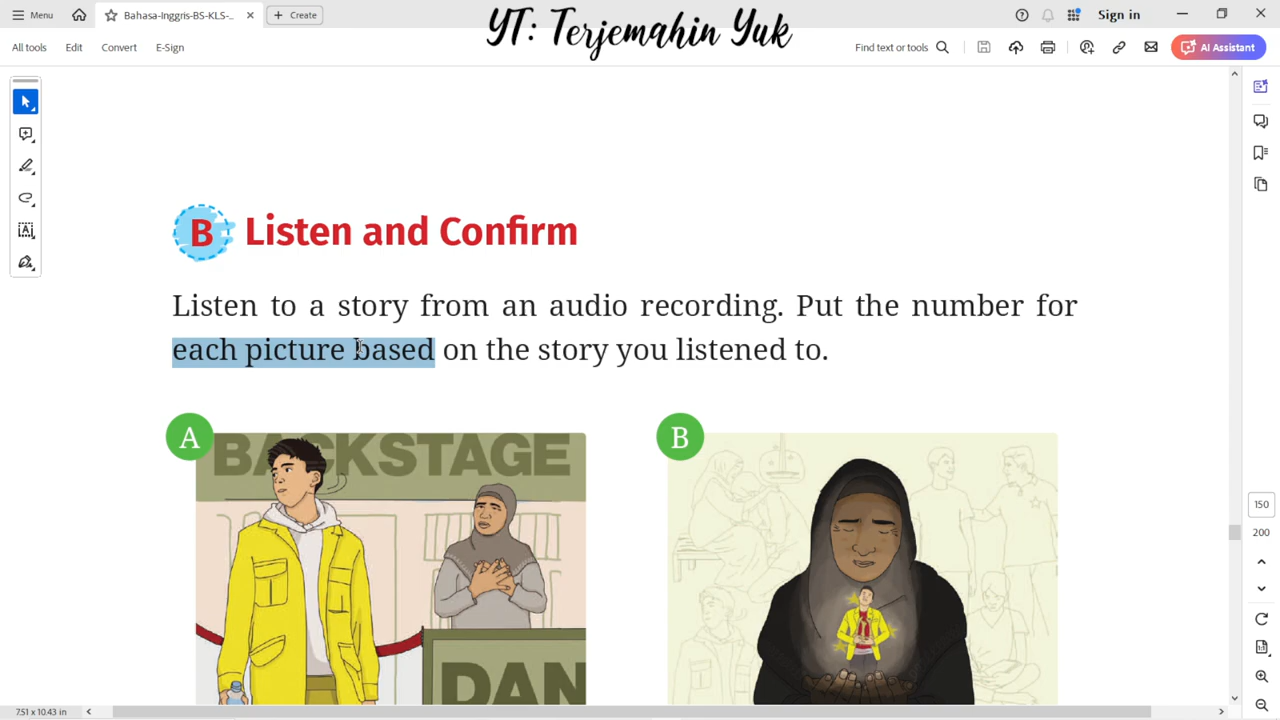 Menu
Bahasa-Inggris-BS-KLS-...
Create
YT: Terjemahin Yuk
Sign in
All tools
Edit
Convert
E-Sign
Find text or tools
AI Assistant
B Listen and Confirm
Listen to a story from an audio recording. Put the number for
each picture based on the story you listened to.
A
BACKSTAGE
DAN
B
150
200
7.51 x 10.43 in